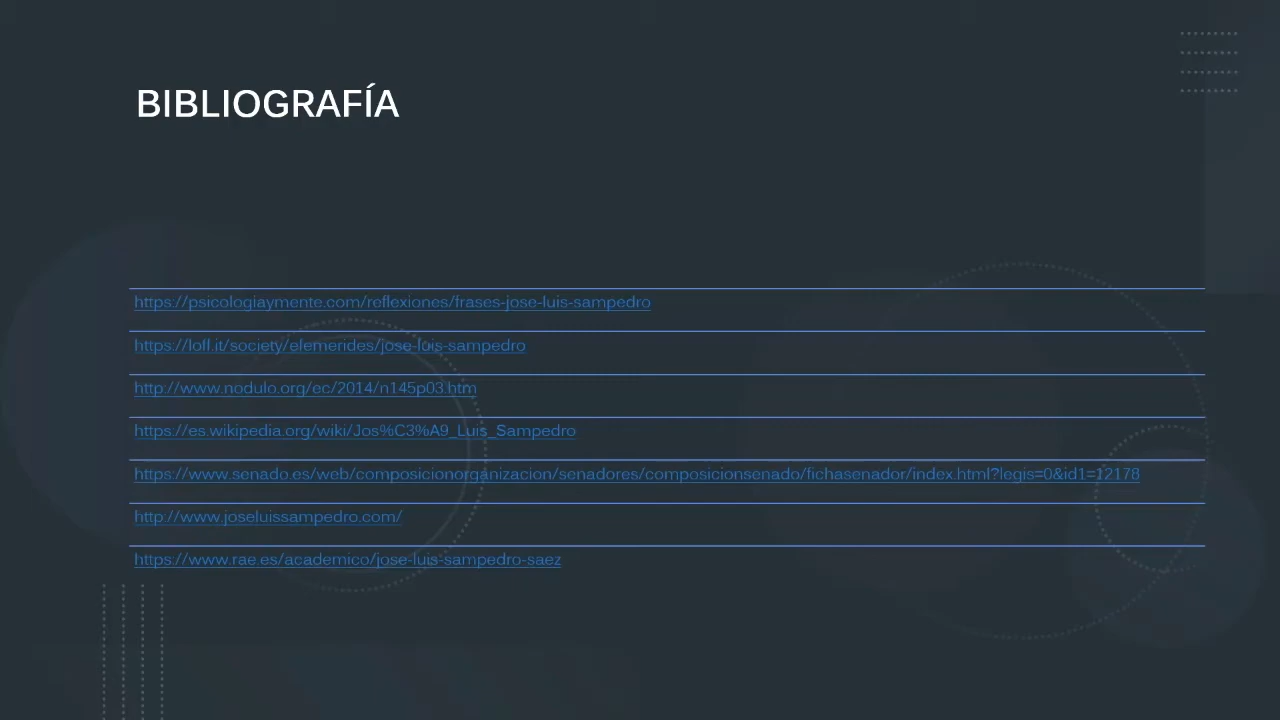 BIBLIOGRAFÍA
https://psicologiaymente.com/reflexiones/frases-jose-luis-sampedro
https://loff.it/society/efemerides/jose-luis-sampedro
http://www.nodulo.org/ec/2014/n145p03.htm
https://es.wikipedia.org/wiki/Jos%C3%A9_Luis_Sampedro
https://www.senado.es/web/composicionorganizacion/senadores/composicionsenado/fichasenador/index.html?legis=0&id1=12178
http://www.joseluissampedro.com/
https://www.rae.es/academico/jose-luis-sampedro-saez